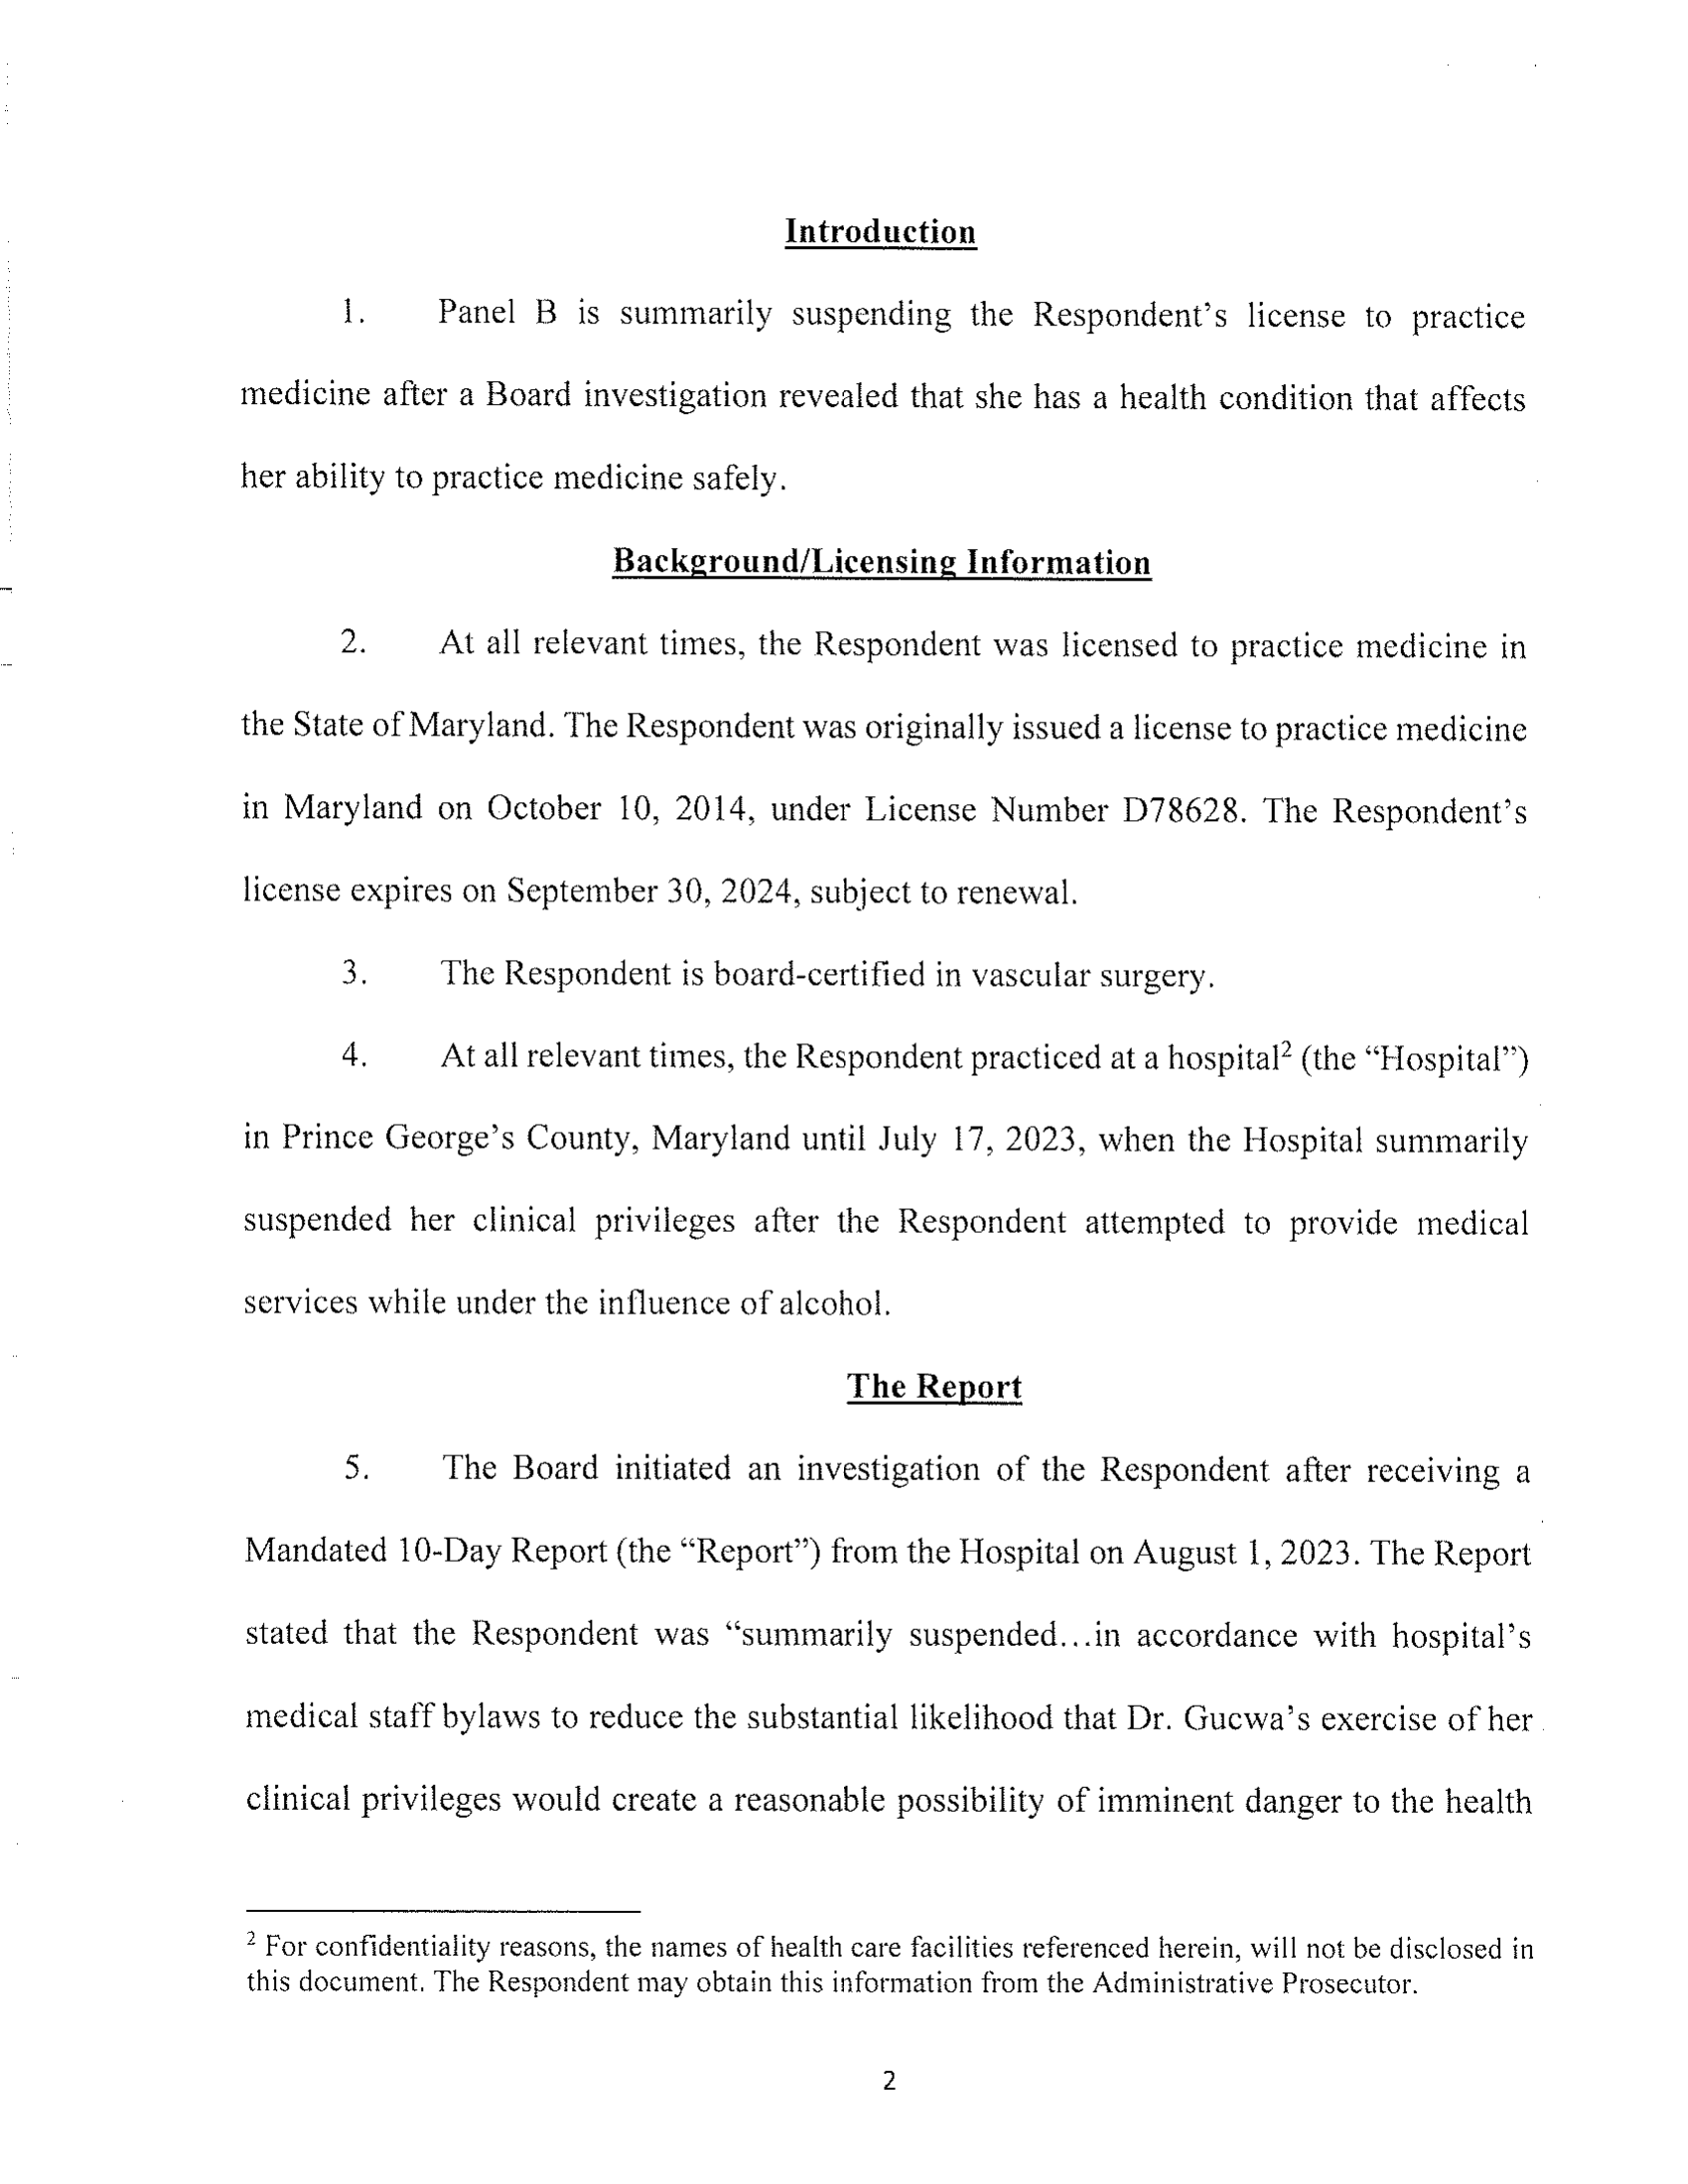 Introduction
1. Panel B is summarily suspending the Respondent's license to practice
medicine after a Board investigation revealed that she has a health condition that affects
her ability to practice medicine safely.
Background/Licensing Information
2. At all relevant times, the Respondent was licensed to practice medicine in
the State of Maryland. The Respondent was originally issued a license to practice medicine
in Maryland on October 10, 2014, under License Number D78628. The Respondent's
license expires on September 30, 2024, subject to renewal.
3. The Respondent is board-certified in vascular surgery.
4. At all relevant times, the Respondent practiced at a hospital² (the “Hospital”)
in Prince George's County, Maryland until July 17, 2023, when the Hospital summarily
suspended her clinical privileges after the Respondent attempted to provide medical
services while under the influence of alcohol.
The Report
5. The Board initiated an investigation of the Respondent after receiving a
Mandated 10-Day Report (the “Report”) from the Hospital on August 1, 2023. The Report
stated that the Respondent was “summarily suspended...in accordance with hospital's
medical staff bylaws to reduce the substantial likelihood that Dr. Gucwa's exercise of her
clinical privileges would create a reasonable possibility of imminent danger to the health
² For confidentiality reasons, the names of health care facilities referenced herein, will not be disclosed in
this document. The Respondent may obtain this information from the Administrative Prosecutor.
2